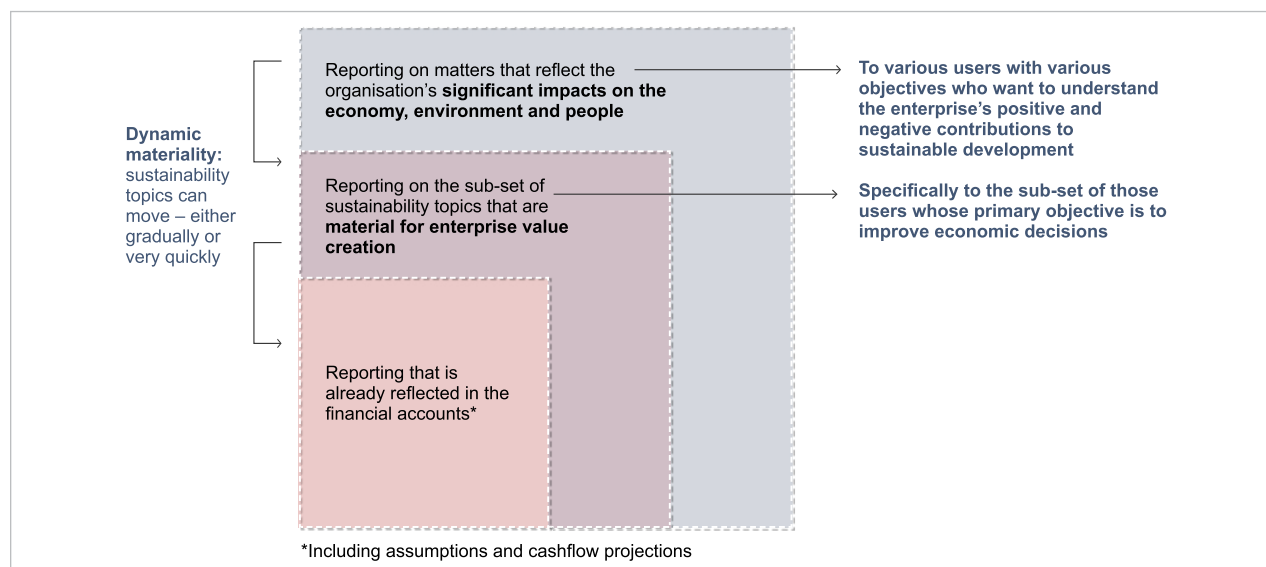 Reporting on matters that reflect the
organisation’s significant impacts on the
economy, environment and people
To various users with various
objectives who want to understand
the enterprise’s positive and
negative contributions to
sustainable development
Dynamic
materiality:
sustainability
topics can
move – either
gradually or
very quickly
Reporting on the sub-set of
sustainability topics that are
material for enterprise value
creation
Specifically to the sub-set of those
users whose primary objective is to
improve economic decisions
Reporting that is
already reflected in the
financial accounts*
*Including assumptions and cashflow projections